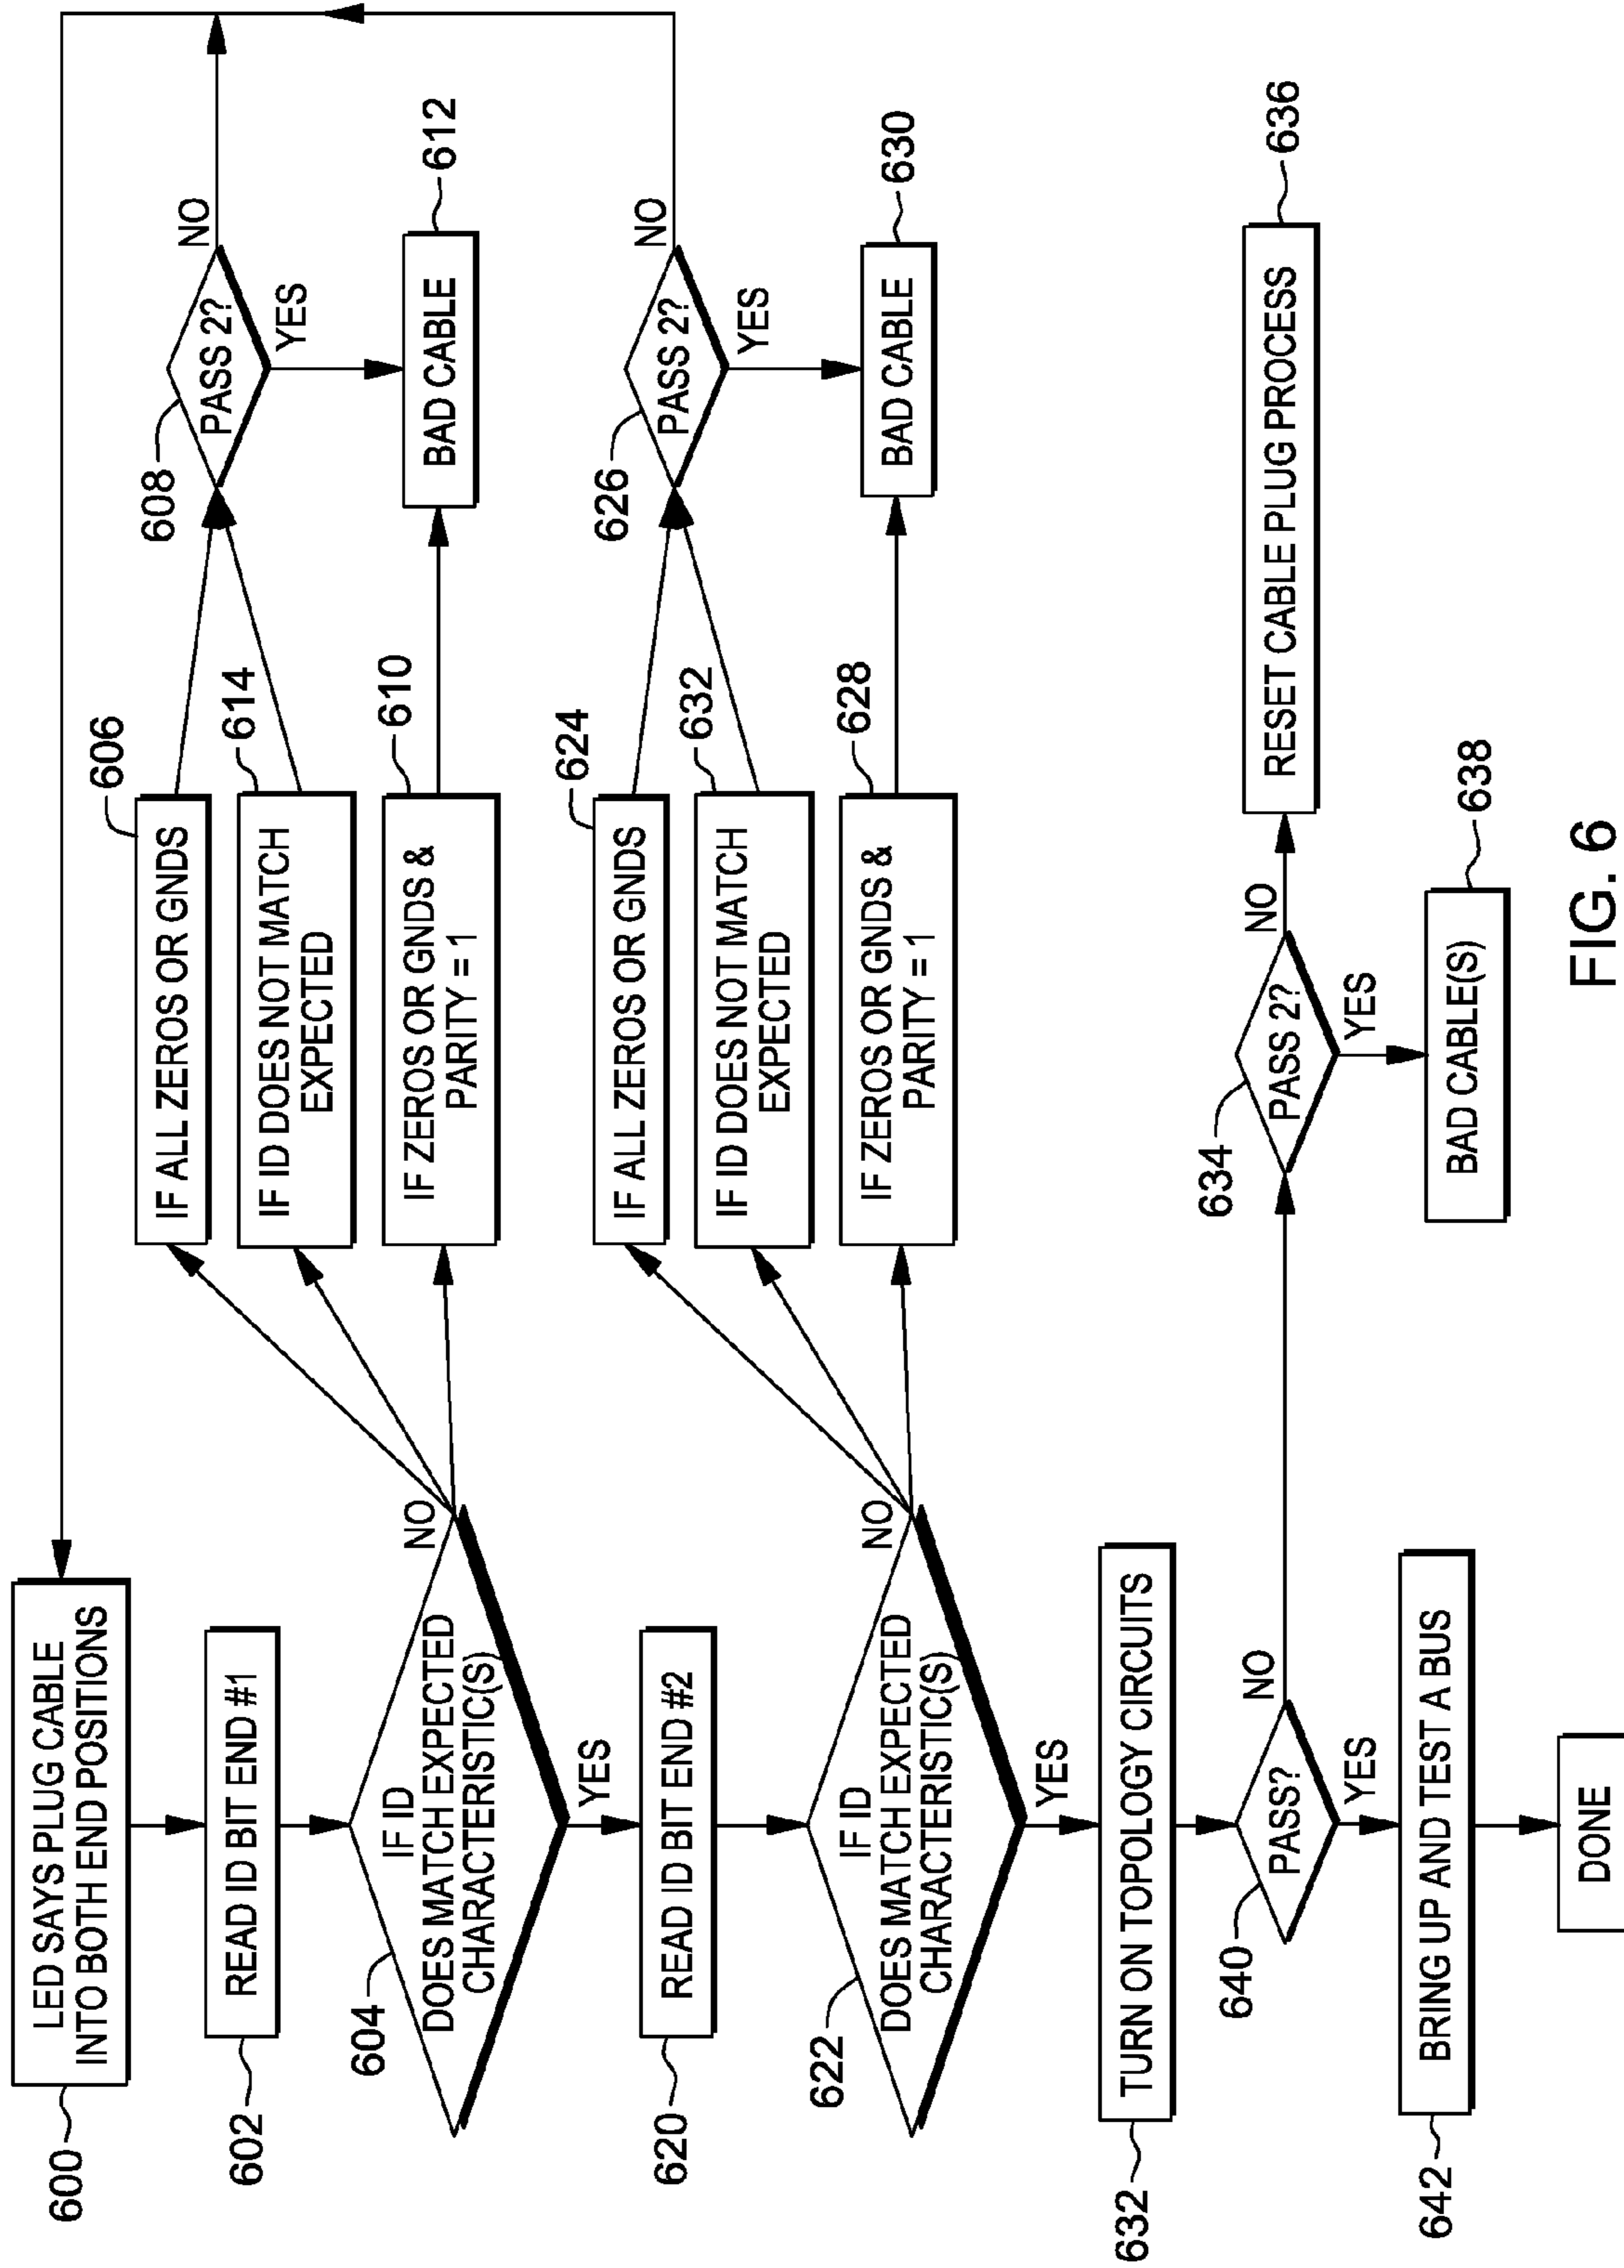 600
LED SAYS PLUG CABLE
INTO BOTH END POSITIONS
602
READ ID BIT END #1
604
IF ID
DOES MATCH EXPECTED
CHARACTERISTIC(S)
NO
YES
606
IF ALL ZEROS OR GNDS
614
IF ID DOES NOT MATCH
EXPECTED
610
IF ZEROS OR GNDS &
PARITY = 1
608
PASS 2?
NO
YES
612
BAD CABLE
620
READ ID BIT END #2
622
IF ID
DOES MATCH EXPECTED
CHARACTERISTIC(S)
NO
YES
624
IF ALL ZEROS OR GNDS
632
IF ID DOES NOT MATCH
EXPECTED
628
IF ZEROS OR GNDS &
PARITY = 1
626
PASS 2?
NO
YES
630
BAD CABLE
632
TURN ON TOPOLOGY CIRCUITS
640
PASS?
NO
YES
634
PASS 2?
NO
YES
636
RESET CABLE PLUG PROCESS
638
BAD CABLE(S)
642
BRING UP AND TEST A BUS
DONE
FIG. 6